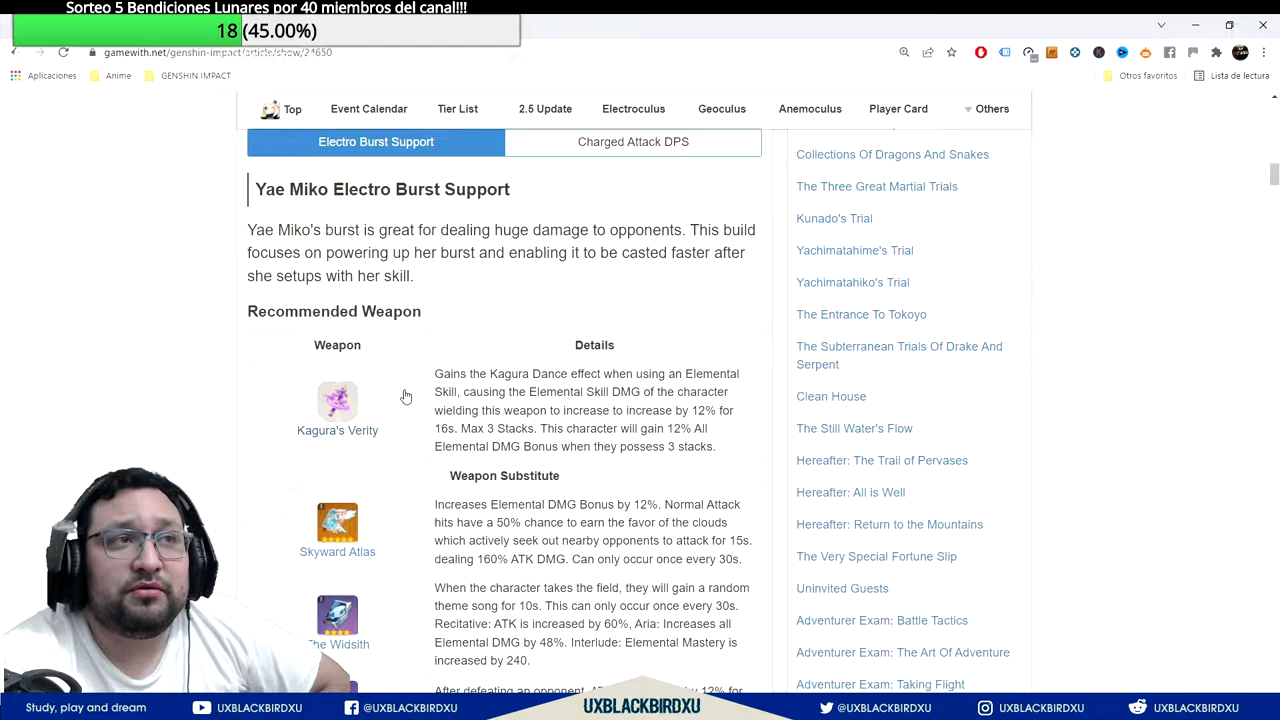 Sorteo 5 Bendiciones Lunares por 40 miembros del canal!!!
18 (45.00%)
gamewith.net/genshin-impact/article/show/24650
Aplicaciones
Anime
GENSHIN IMPACT
Otros favoritos
Lista de lectura
Top
Event Calendar
Tier List
2.5 Update
Electroculus
Geoculus
Anemoculus
Player Card
Others
Electro Burst Support
Charged Attack DPS
Yae Miko Electro Burst Support
Yae Miko's burst is great for dealing huge damage to opponents. This build
focuses on powering up her burst and enabling it to be casted faster after
she setups with her skill.
Recommended Weapon
Weapon
Details
Kagura's Verity
Gains the Kagura Dance effect when using an Elemental
Skill, causing the Elemental Skill DMG of the character
wielding this weapon to increase to increase by 12% for
16s. Max 3 Stacks. This character will gain 12% All
Elemental DMG Bonus when they possess 3 stacks.
Weapon Substitute
Skyward Atlas
Increases Elemental DMG Bonus by 12%. Normal Attack
hits have a 50% chance to earn the favor of the clouds
which actively seek out nearby opponents to attack for 15s.
dealing 160% ATK DMG. Can only occur once every 30s.
The Widsith
When the character takes the field, they will gain a random
theme song for 10s. This can only occur once every 30s.
Recitative: ATK is increased by 60%, Aria: Increases all
Elemental DMG by 48%. Interlude: Elemental Mastery is
increased by 240.
After defeating an opponent, by 12% for
Collections Of Dragons And Snakes
The Three Great Martial Trials
Kunado's Trial
Yachimatahime's Trial
Yachimatahiko's Trial
The Entrance To Tokoyo
The Subterranean Trials Of Drake And
Serpent
Clean House
The Still Water's Flow
Hereafter: The Trail of Pervases
Hereafter: All is Well
Hereafter: Return to the Mountains
The Very Special Fortune Slip
Uninvited Guests
Adventurer Exam: Battle Tactics
Adventurer Exam: The Art Of Adventure
Adventurer Exam: Taking Flight
Study, play and dream
UXBLACKBIRDXU
@UXBLACKBIRDXU
UXBLACKBIRDXU
@UXBLACKBIRDXU
UXBLACKBIRDXU
UXBLACKBIRDXU